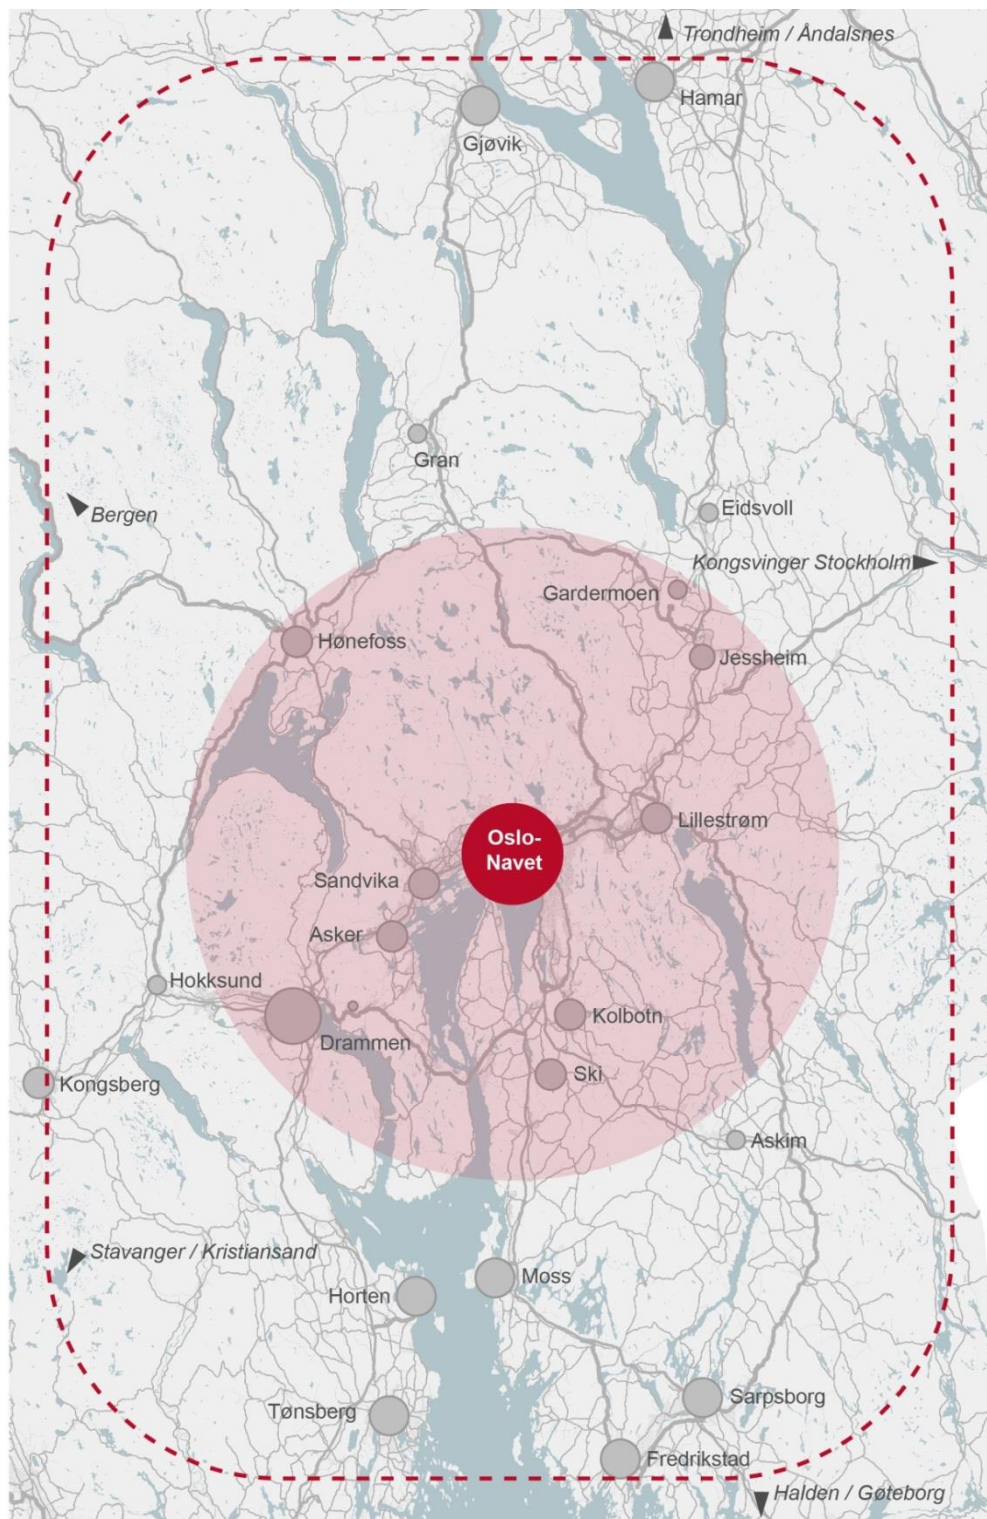 Trondheim / Åndalsnes
Hamar
Gjøvik
Gran
Bergen
Eidsvoll
Kongsvinger Stockholm
Gardermoen
Hønefoss
Jessheim
Lillestrøm
Oslo-
Navet
Sandvika
Asker
Hokksund
Kolbotn
Drammen
Ski
Kongsberg
Askim
Stavanger / Kristiansand
Moss
Horten
Sarpsborg
Tønsberg
Fredrikstad
Halden / Gøteborg